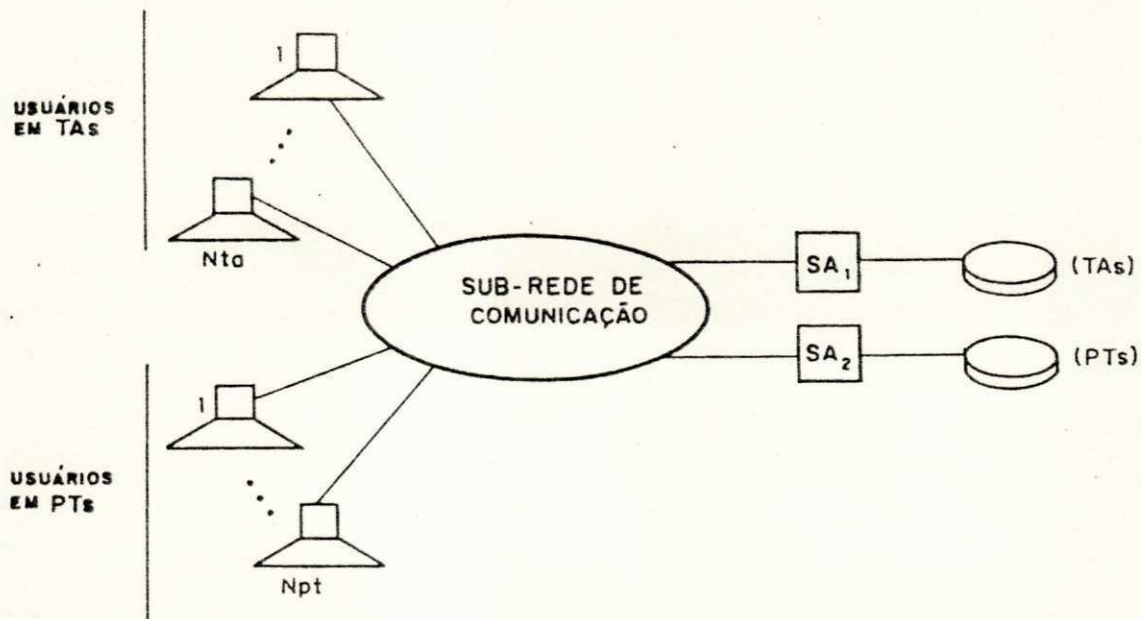 USUÁRIOS
EM TAs
1
Nta
SUB-REDE DE
COMUNICAÇÃO
SA1
(TAs)
SA2
(PTs)
USUÁRIOS
EM PTs
1
Npt